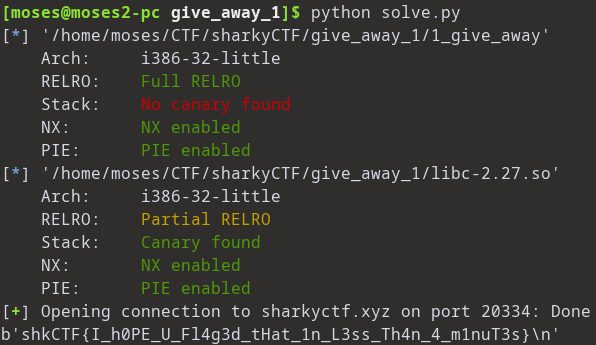 [moses@moses2-pc give_away_1]$ python solve.py
[*] '/home/moses/CTF/sharkyCTF/give_away_1/1_give_away'
    Arch:     i386-32-little
    RELRO:    Full RELRO
    Stack:    No canary found
    NX:       NX enabled
    PIE:      PIE enabled
[*] '/home/moses/CTF/sharkyCTF/give_away_1/libc-2.27.so'
    Arch:     i386-32-little
    RELRO:    Partial RELRO
    Stack:    Canary found
    NX:       NX enabled
    PIE:      PIE enabled
[+] Opening connection to sharkyctf.xyz on port 20334: Done
b'shkCTF{I_h0PE_U_Fl4g3d_tHat_1n_L3ss_Th4n_4_m1nuT3s}\n'